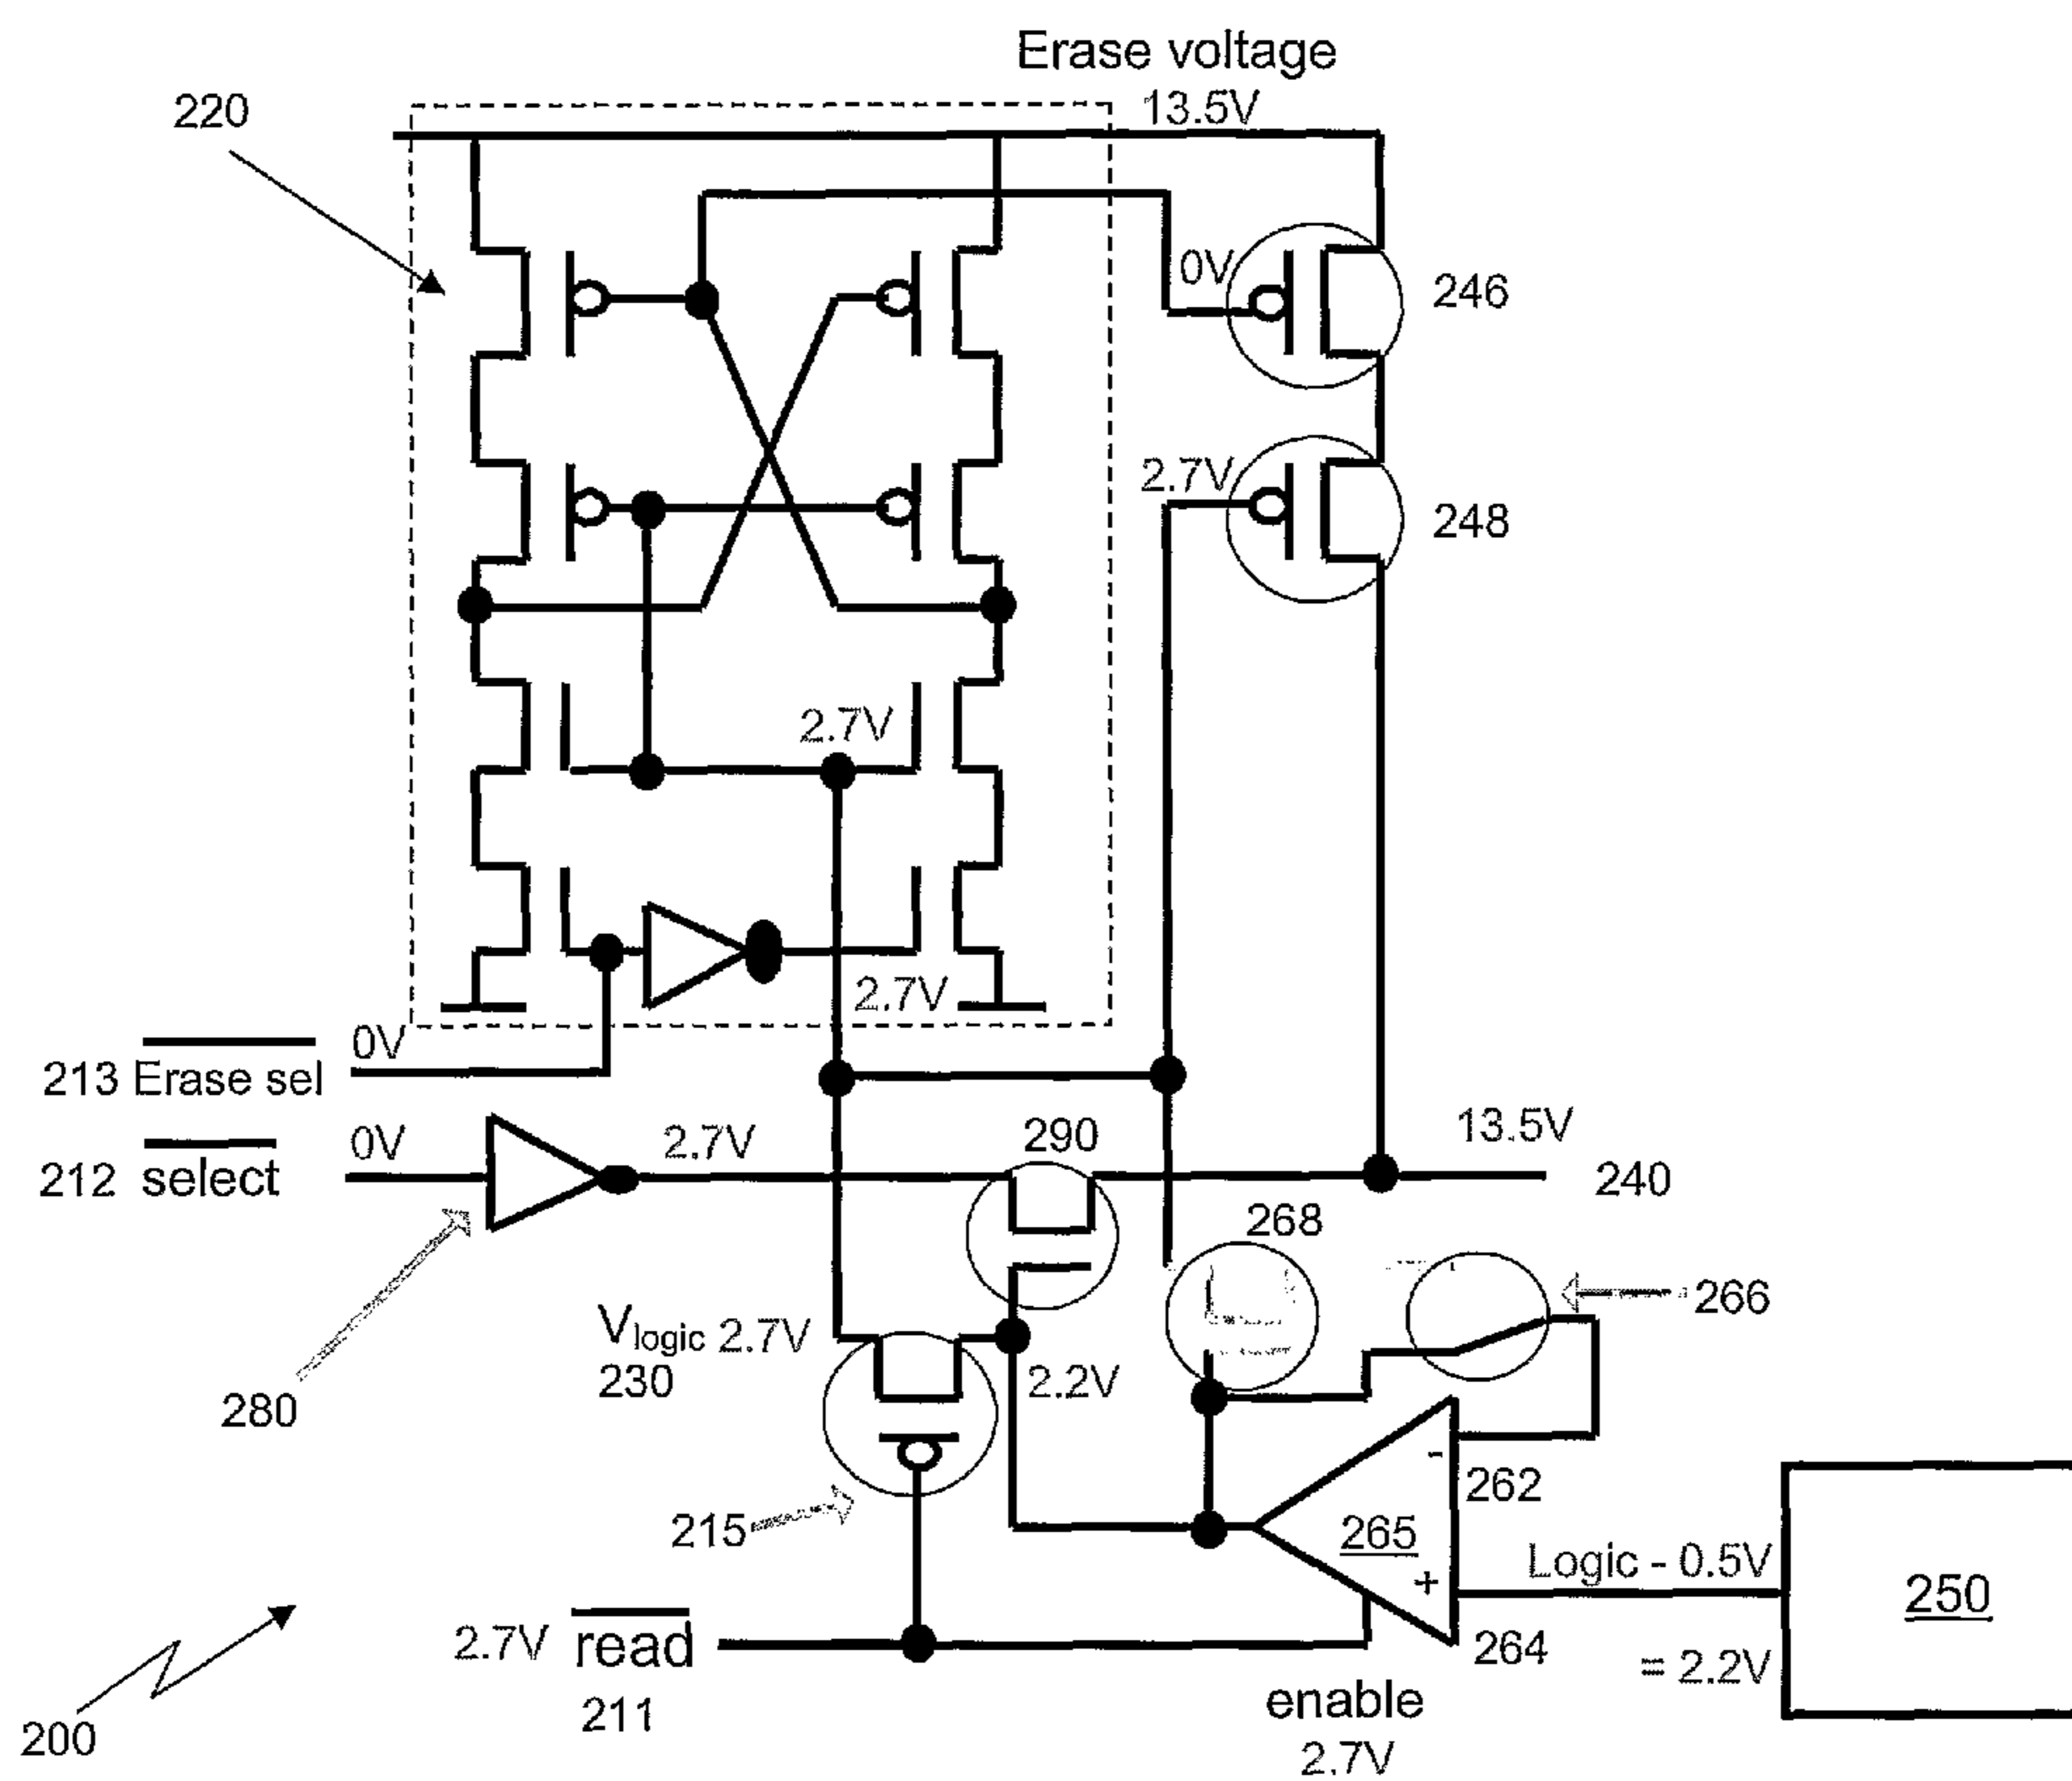 Erase voltage
13.5V
220
0V
246
2.7V
248
2.7V
2.7V
0V
213 Erase sel
0V
2.7V
290
13.5V
212 select
240
268
266
Vlogic 2.7V
230
2.2V
280
262
215
265
Logic - 0.5V
250
+
-
2.7V read
264
= 2.2V
211
enable
200
2.7V